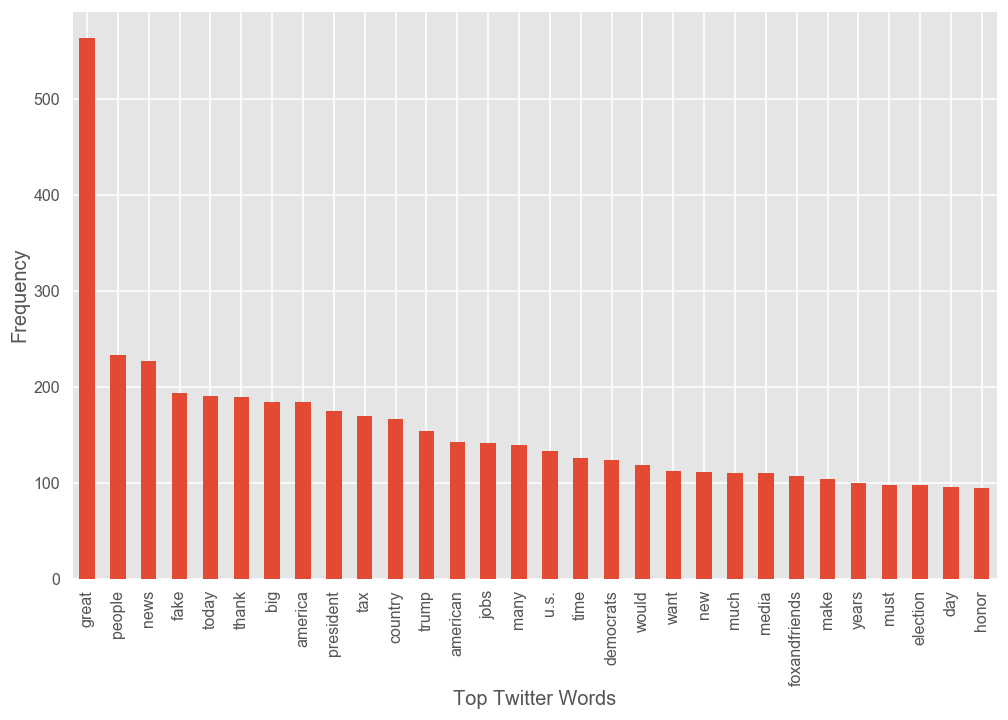 500
400
300
200
100
0
Frequency
great
people
news
fake
today
thank
big
america
president
tax
country
trump
american
jobs
many
u.s.
time
democrats
would
want
new
much
media
foxandfriends
make
years
must
election
day
honor
Top Twitter Words